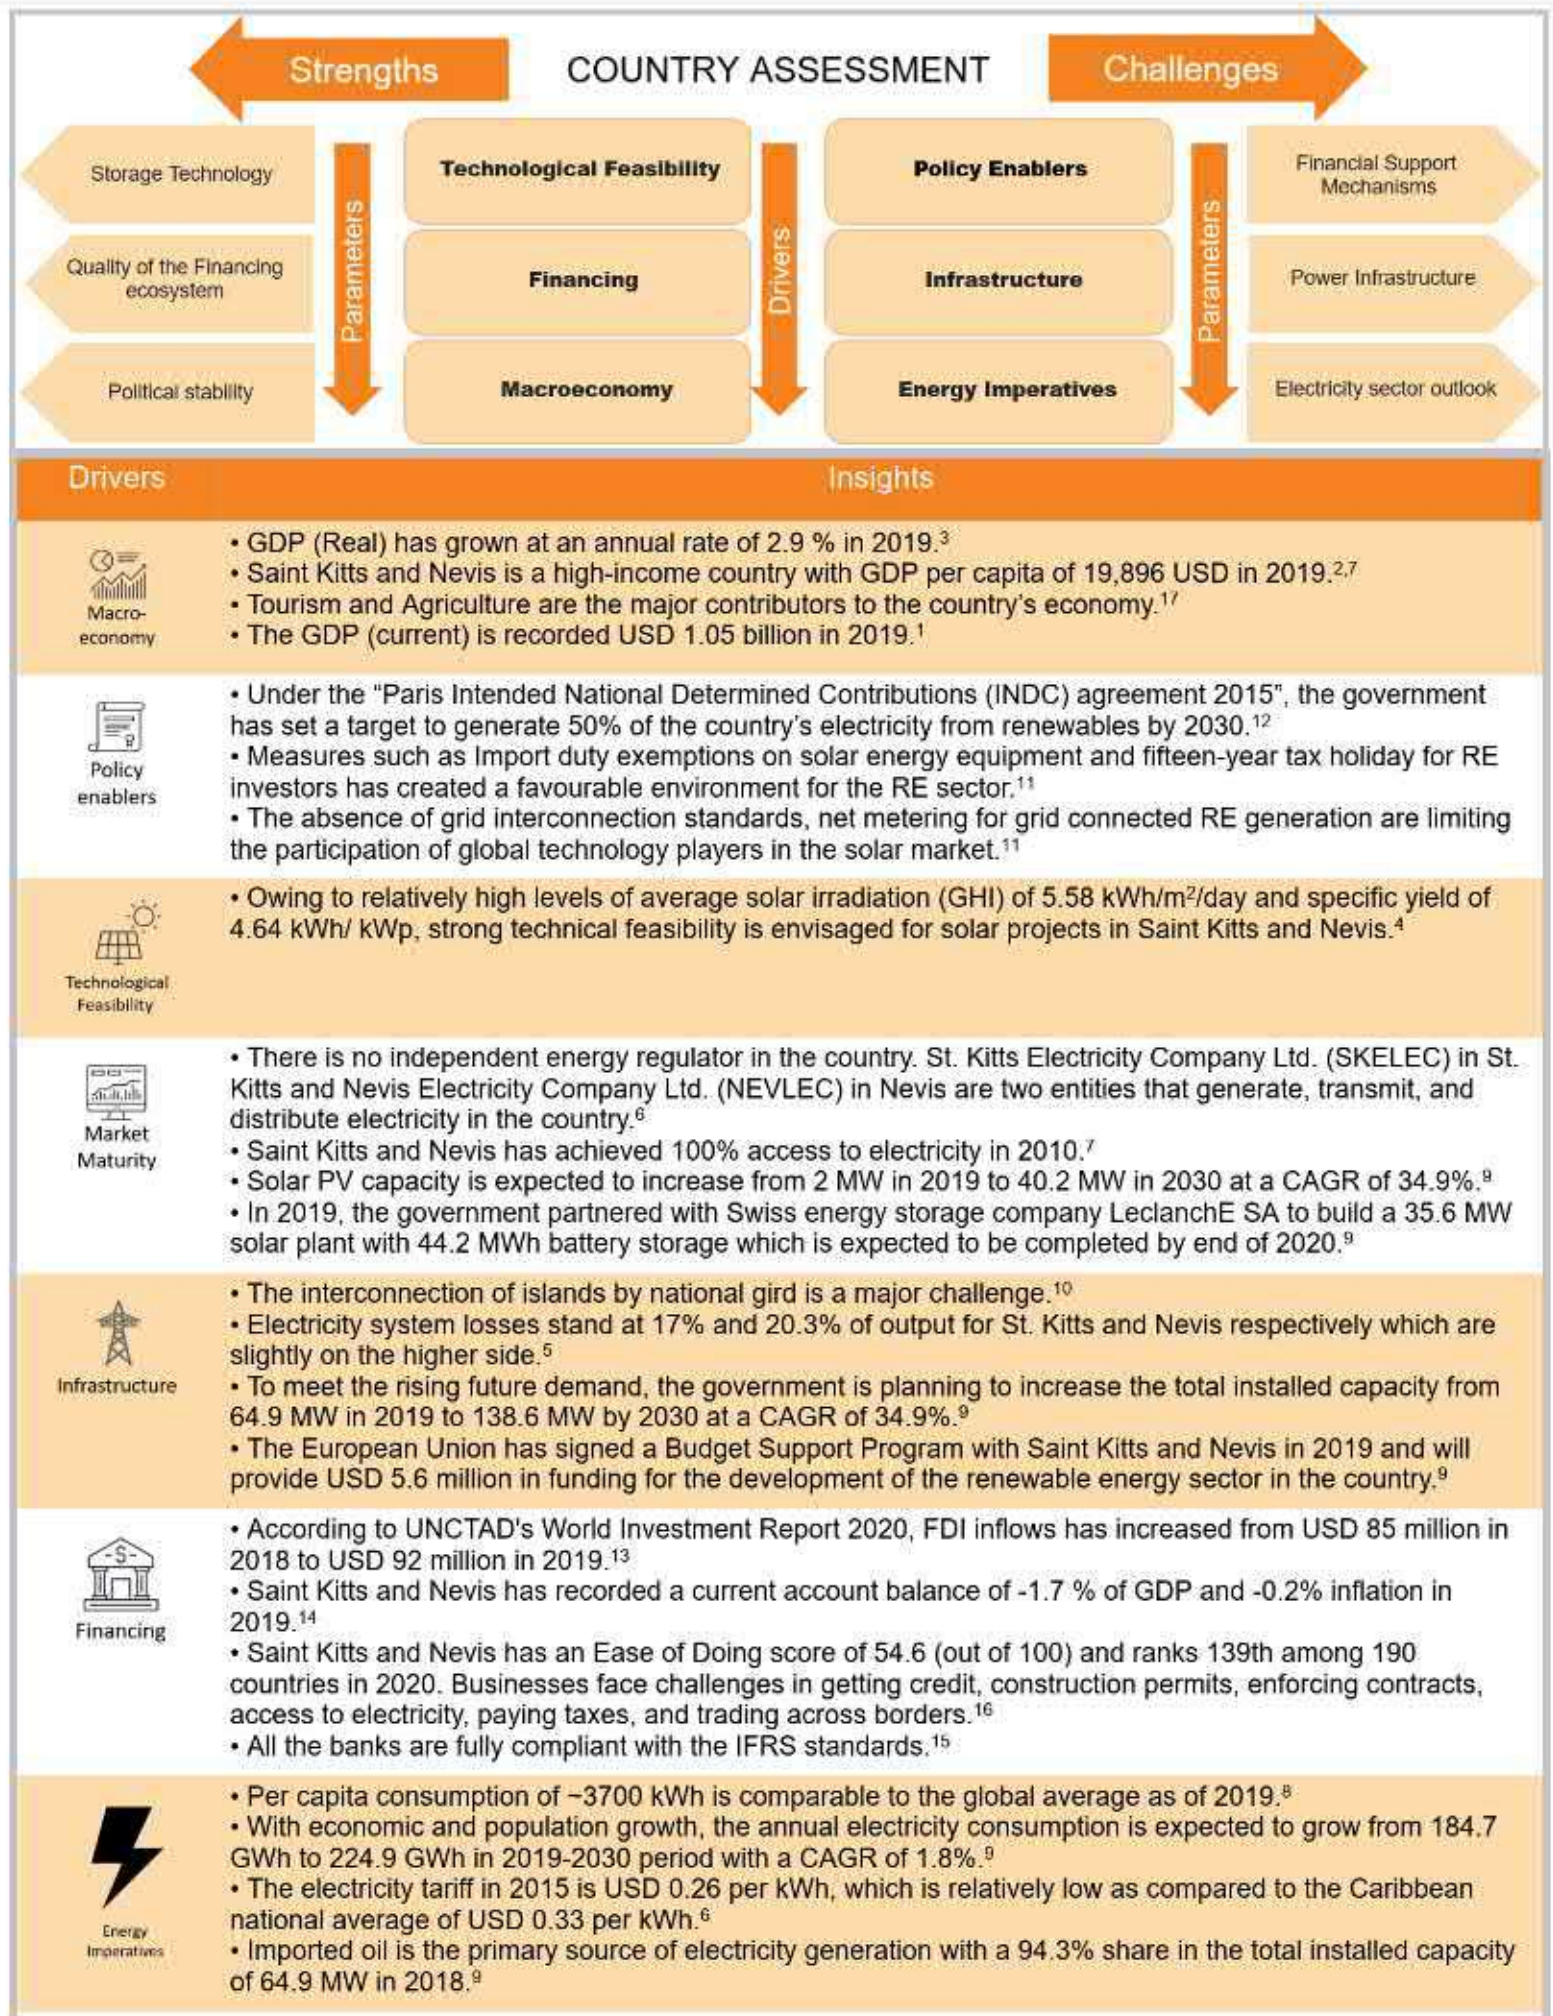 Strengths
COUNTRY ASSESSMENT
Challenges
Storage Technology
Parameters
Technological Feasibility
Drivers
Policy Enablers
Parameters
Financial Support
Mechanisms
Quality of the Financing
ecosystem
Financing
Infrastructure
Power Infrastructure
Political stability
Macroeconomy
Energy Imperatives
Electricity sector outlook
Drivers
Insights
Macro-
economy
• GDP (Real) has grown at an annual rate of 2.9 % in 2019.³
• Saint Kitts and Nevis is a high-income country with GDP per capita of 19,896 USD in 2019.²,⁷
• Tourism and Agriculture are the major contributors to the country's economy.¹⁷
• The GDP (current) is recorded USD 1.05 billion in 2019.¹
Policy
enablers
• Under the “Paris Intended National Determined Contributions (INDC) agreement 2015”, the government
has set a target to generate 50% of the country's electricity from renewables by 2030.¹²
• Measures such as Import duty exemptions on solar energy equipment and fifteen-year tax holiday for RE
investors has created a favourable environment for the RE sector.¹¹
• The absence of grid interconnection standards, net metering for grid connected RE generation are limiting
the participation of global technology players in the solar market.¹¹
Technological
Feasibility
• Owing to relatively high levels of average solar irradiation (GHI) of 5.58 kWh/m²/day and specific yield of
4.64 kWh/ kWp, strong technical feasibility is envisaged for solar projects in Saint Kitts and Nevis.⁴
Market
Maturity
• There is no independent energy regulator in the country. St. Kitts Electricity Company Ltd. (SKELEC) in St.
Kitts and Nevis Electricity Company Ltd. (NEVLEC) in Nevis are two entities that generate, transmit, and
distribute electricity in the country.⁶
• Saint Kitts and Nevis has achieved 100% access to electricity in 2010.⁷
• Solar PV capacity is expected to increase from 2 MW in 2019 to 40.2 MW in 2030 at a CAGR of 34.9%.⁹
• In 2019, the government partnered with Swiss energy storage company LeclanchE SA to build a 35.6 MW
solar plant with 44.2 MWh battery storage which is expected to be completed by end of 2020.⁹
Infrastructure
• The interconnection of islands by national gird is a major challenge.¹⁰
• Electricity system losses stand at 17% and 20.3% of output for St. Kitts and Nevis respectively which are
slightly on the higher side.⁵
• To meet the rising future demand, the government is planning to increase the total installed capacity from
64.9 MW in 2019 to 138.6 MW by 2030 at a CAGR of 34.9%.⁹
• The European Union has signed a Budget Support Program with Saint Kitts and Nevis in 2019 and will
provide USD 5.6 million in funding for the development of the renewable energy sector in the country.⁹
-$-
Financing
• According to UNCTAD's World Investment Report 2020, FDI inflows has increased from USD 85 million in
2018 to USD 92 million in 2019.¹³
• Saint Kitts and Nevis has recorded a current account balance of -1.7 % of GDP and -0.2% inflation in
2019.¹⁴
• Saint Kitts and Nevis has an Ease of Doing score of 54.6 (out of 100) and ranks 139th among 190
countries in 2020. Businesses face challenges in getting credit, construction permits, enforcing contracts,
access to electricity, paying taxes, and trading across borders.¹⁶
• All the banks are fully compliant with the IFRS standards.¹⁵
Energy
Imperatives
• Per capita consumption of ~3700 kWh is comparable to the global average as of 2019.⁸
• With economic and population growth, the annual electricity consumption is expected to grow from 184.7
GWh to 224.9 GWh in 2019-2030 period with a CAGR of 1.8%.⁹
• The electricity tariff in 2015 is USD 0.26 per kWh, which is relatively low as compared to the Caribbean
national average of USD 0.33 per kWh.⁶
• Imported oil is the primary source of electricity generation with a 94.3% share in the total installed capacity
of 64.9 MW in 2018.⁹